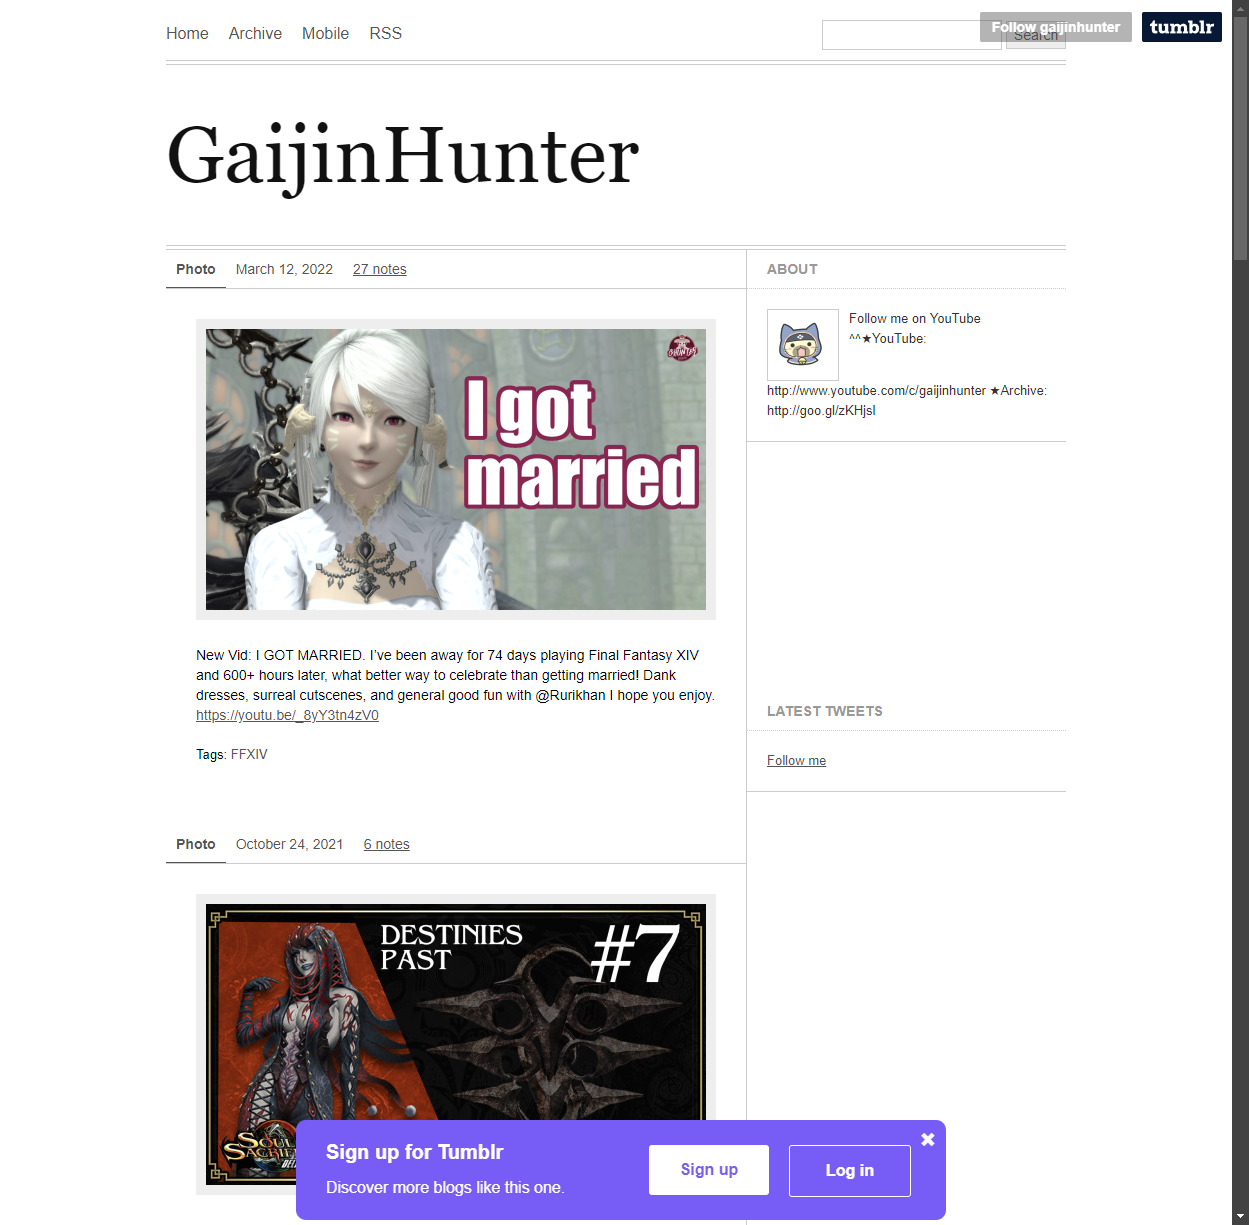 Home Archive Mobile RSS
Search
Follow gaijinhunter
tumblr
GaijinHunter
Photo March 12, 2022 27 notes
I got
married
New Vid: I GOT MARRIED. I’ve been away for 74 days playing Final Fantasy XIV
and 600+ hours later, what better way to celebrate than getting married! Dank
dresses, surreal cutscenes, and general good fun with @Rurikhan I hope you enjoy.
https://youtu.be/_8yY3tn4zV0
Tags: FFXIV
Photo October 24, 2021 6 notes
DESTINIES
PAST
#7
ABOUT
Follow me on YouTube
^^★YouTube:
http://www.youtube.com/c/gaijinhunter ★Archive:
http://goo.gl/zKHjsl
LATEST TWEETS
Follow me
Sign up for Tumblr
Discover more blogs like this one.
Sign up
Log in